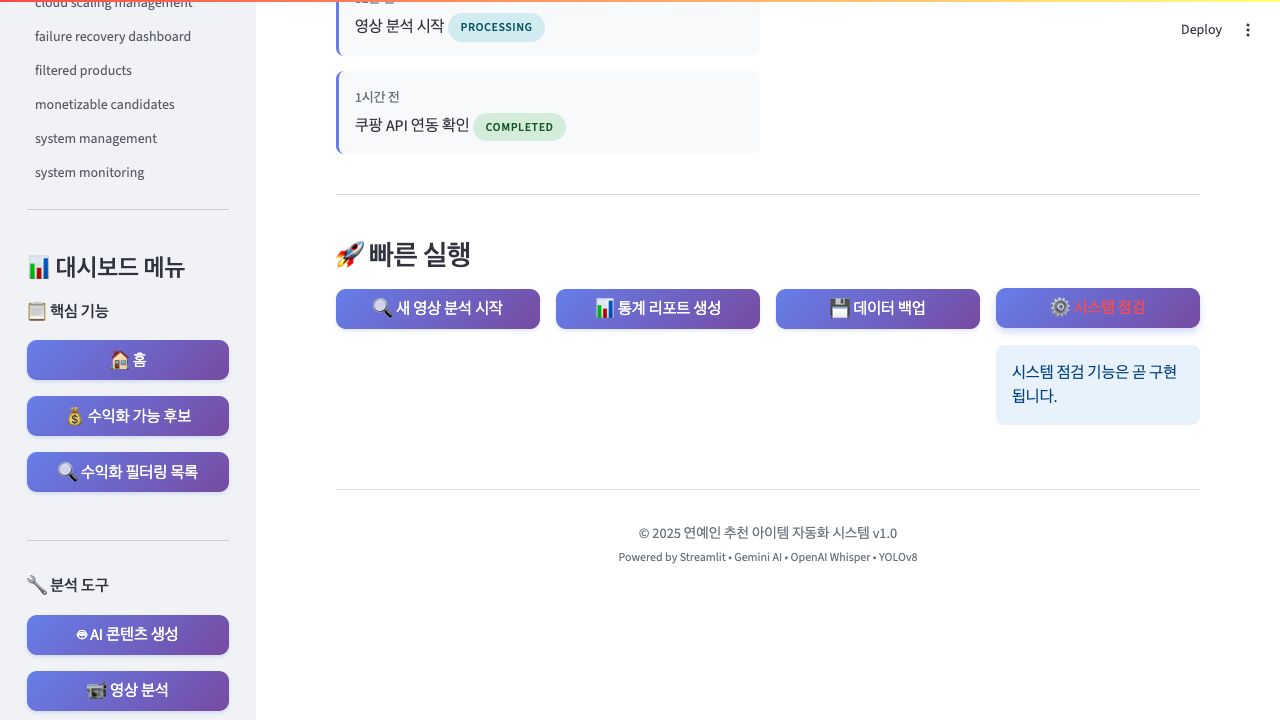 cloud scaling management
failure recovery dashboard
filtered products
monetizable candidates
system management
system monitoring
대시보드 메뉴
핵심 기능
홈
수익화 가능 후보
수익화 필터링 목록
분석 도구
AI 콘텐츠 생성
영상 분석
Deploy
영상 분석 시작 PROCESSING
1시간 전
쿠팡 API 연동 확인 COMPLETED
빠른 실행
새 영상 분석 시작
통계 리포트 생성
데이터 백업
시스템 점검
시스템 점검 기능은 곧 구현
됩니다.
© 2025 연예인 추천 아이템 자동화 시스템 v1.0
Powered by Streamlit • Gemini AI • OpenAI Whisper • YOLOv8